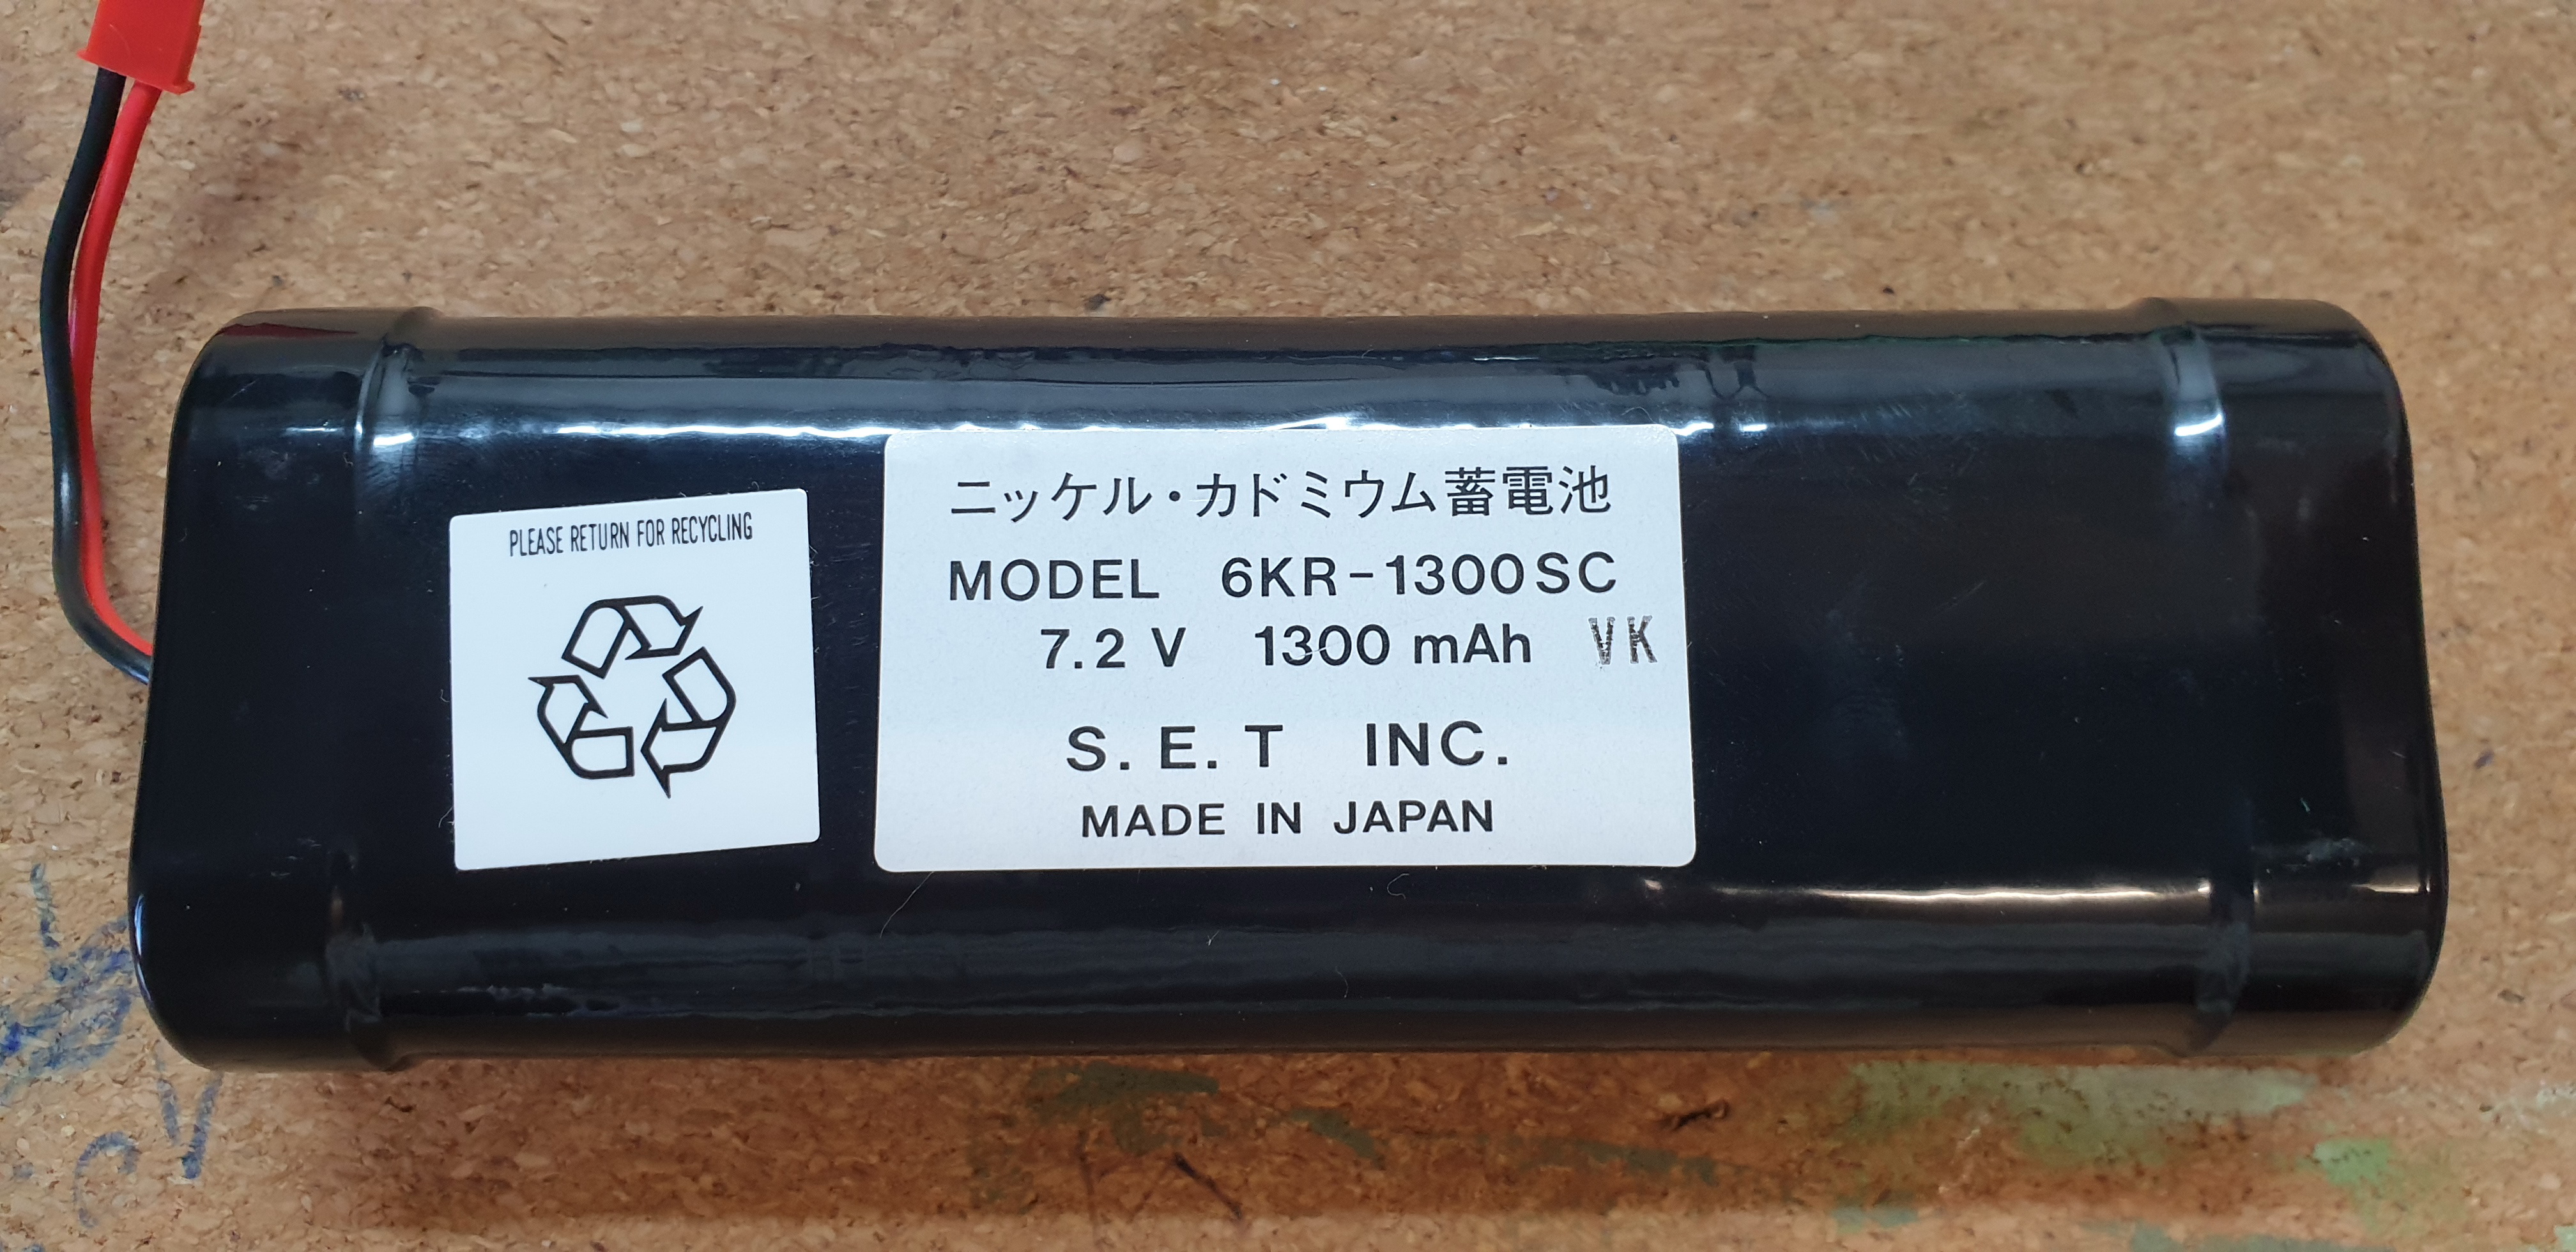 PLEASE RETURN FOR RECYCLING
ニッケル・カドミウム蓄電池
MODEL 6KR-1300SC
7.2 V 1300 mAh VK
S. E. T INC.
MADE IN JAPAN